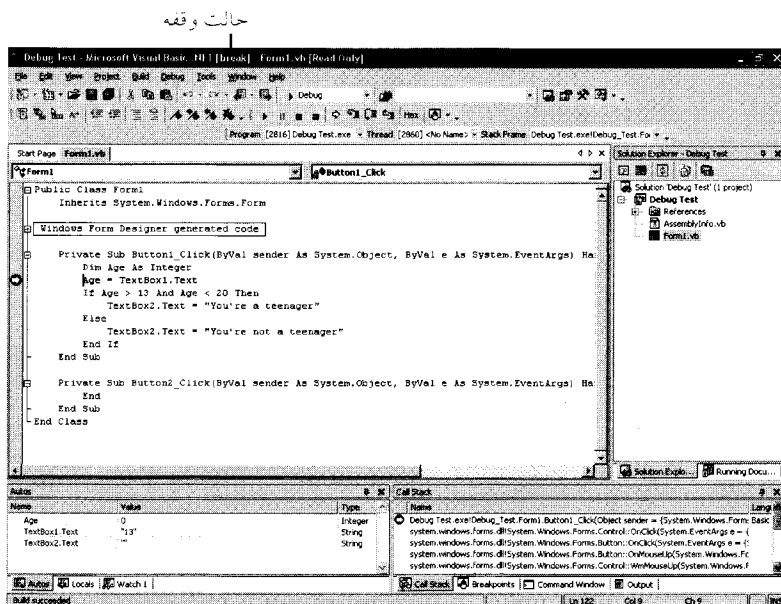 حالت وقفه
Debug Test - Microsoft Visual Basic .NET [break] - Form1.vb [Read Only]
File Edit View Project Build Debug Tools Window Help
Debug
Hex
Program [2816] Debug Test.exe Thread [2860] <No Name> Stack Frame Debug Test.exe!Debug_Test.For
Start Page Form1.vb
Solution Explorer - Debug Test
Form1 Button1_Click
Solution 'Debug Test' (1 project)
Debug Test
References
AssemblyInfo.vb
Form1.vb
Public Class Form1
Inherits System.Windows.Forms.Form
Windows Form Designer generated code
Private Sub Button1_Click(ByVal sender As System.Object, ByVal e As System.EventArgs) Ha
Dim Age As Integer
Age = TextBox1.Text
If Age > 13 And Age < 20 Then
TextBox2.Text = "You're a teenager"
Else
TextBox2.Text = "You're not a teenager"
End If
End Sub
Private Sub Button2_Click(ByVal sender As System.Object, ByVal e As System.EventArgs) Ha
End
End Sub
End Class
Solution Explo... Running Docu...
Autos
Name Value Type
Age 0 Integer
TextBox1.Text "13" String
TextBox2.Text "" String
Autos Locals Watch 1
Call Stack
Name Lang
Debug Test.exe!Debug_Test.Form1.Button1_Click(Object sender = {System.Windows.Form: Basic
system.windows.forms.dll!System.Windows.Forms.Control::OnClick(System.EventArgs e = {
system.windows.forms.dll!System.Windows.Forms.Button::OnClick(System.EventArgs e = {:
system.windows.forms.dll!System.Windows.Forms.Button::OnMouseUp(System.Windows.Fc
system.windows.forms.dll!System.Windows.Forms.Control::WmMouseUp(System.Windows.F
Call Stack Breakpoints Command Window Output
Build succeeded Ln 122 Col 9 Ch 9